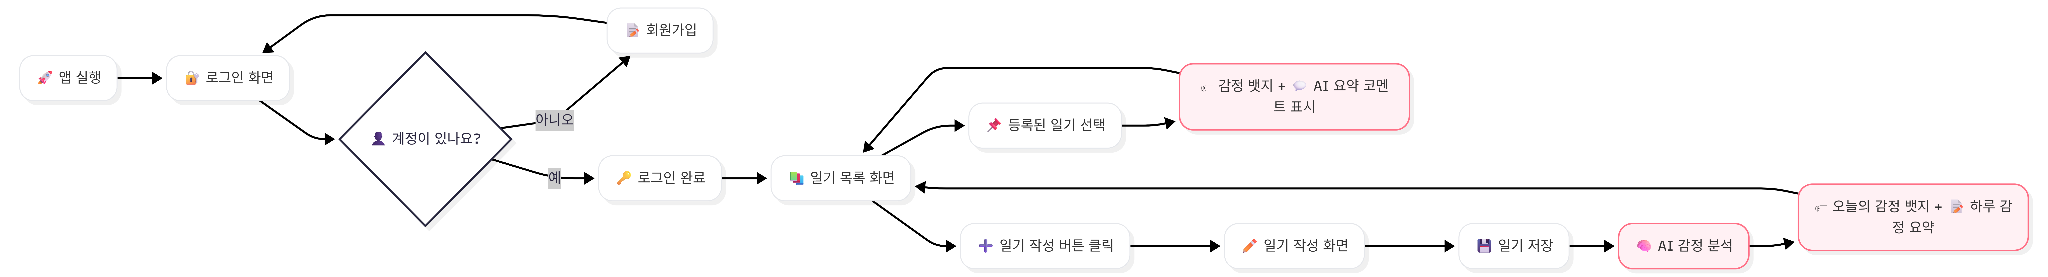 🚀 앱 실행
🔐 로그인 화면
👤 계정이 있나요?
아니오
예
📝 회원가입
🔑 로그인 완료
📚 일기 목록 화면
📌 등록된 일기 선택
감정 뱃지 + 💬 AI 요약 코멘
트 표시
➕ 일기 작성 버튼 클릭
✏️ 일기 작성 화면
💾 일기 저장
🧠 AI 감정 분석
오늘의 감정 뱃지 + 📝 하루 감
정 요약